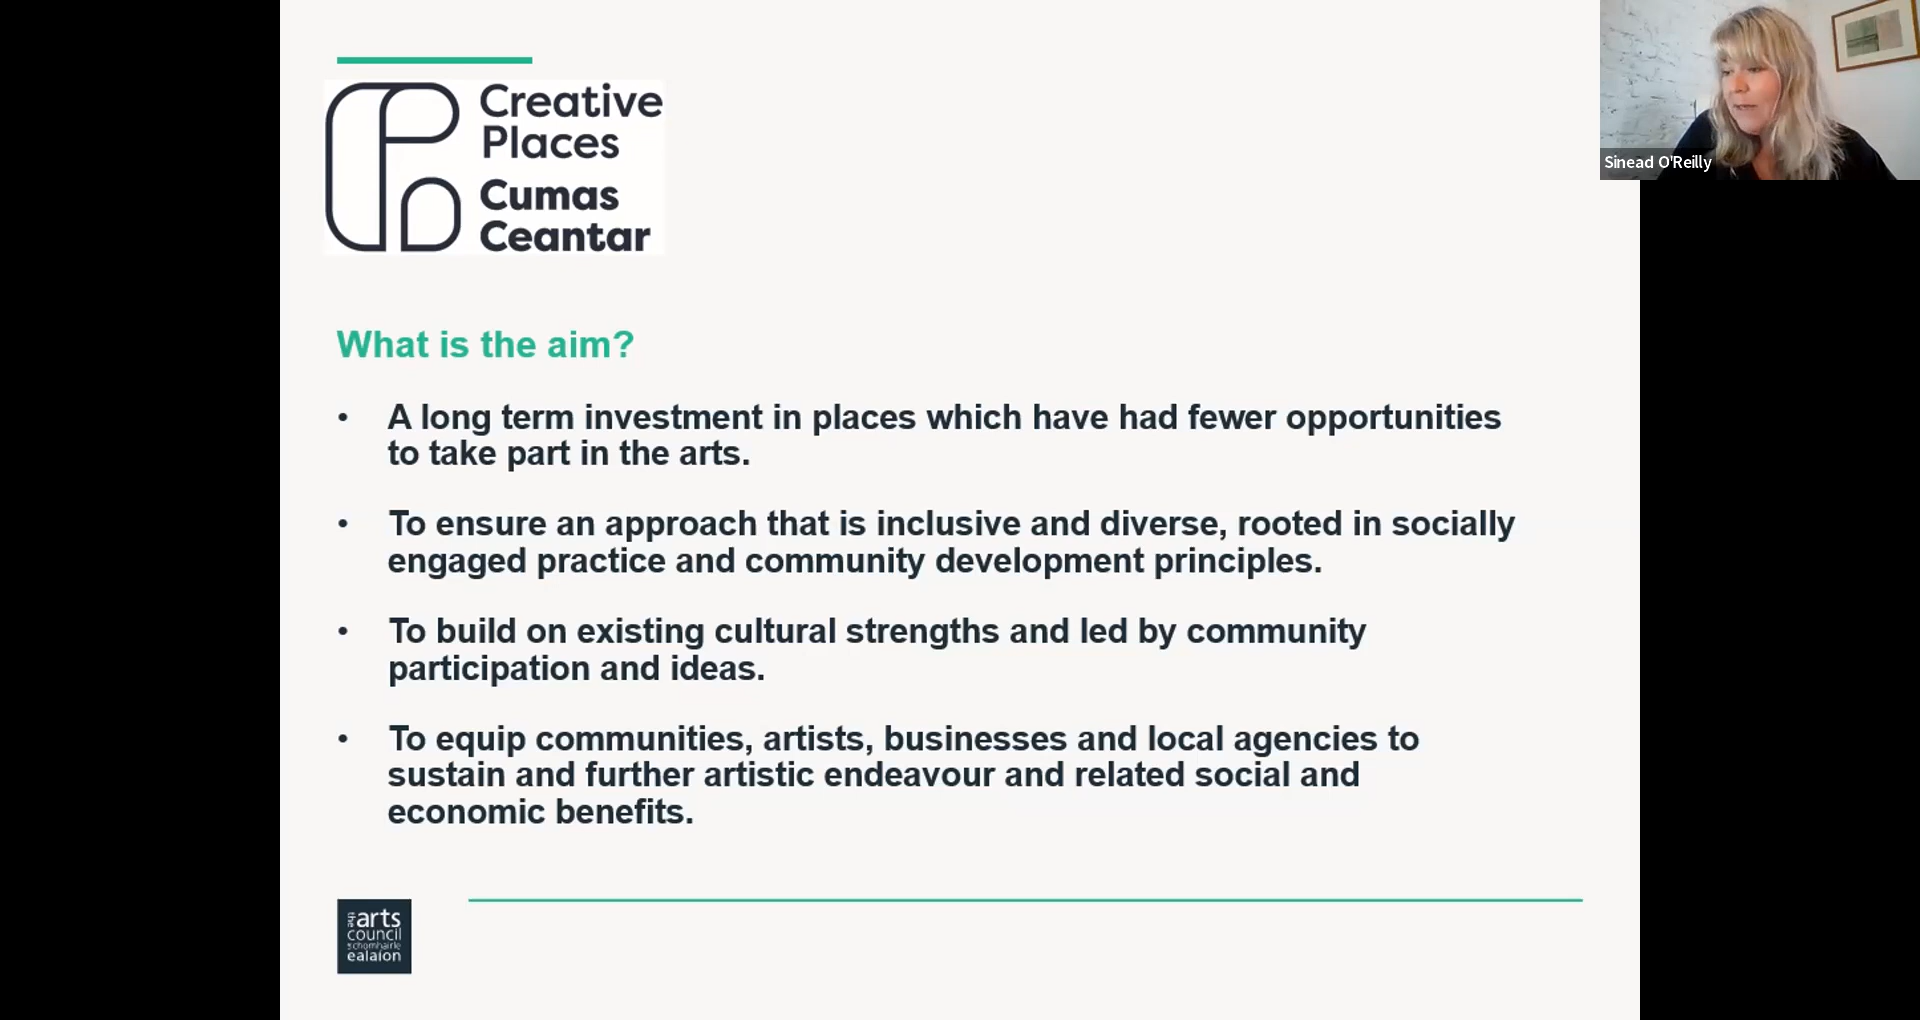 Creative
Places
Cumas
Ceantar
Sinead O'Reilly
What is the aim?
• A long term investment in places which have had fewer opportunities
to take part in the arts.
• To ensure an approach that is inclusive and diverse, rooted in socially
engaged practice and community development principles.
• To build on existing cultural strengths and led by community
participation and ideas.
• To equip communities, artists, businesses and local agencies to
sustain and further artistic endeavour and related social and
economic benefits.
the arts
council
chomhairle
ealaíon